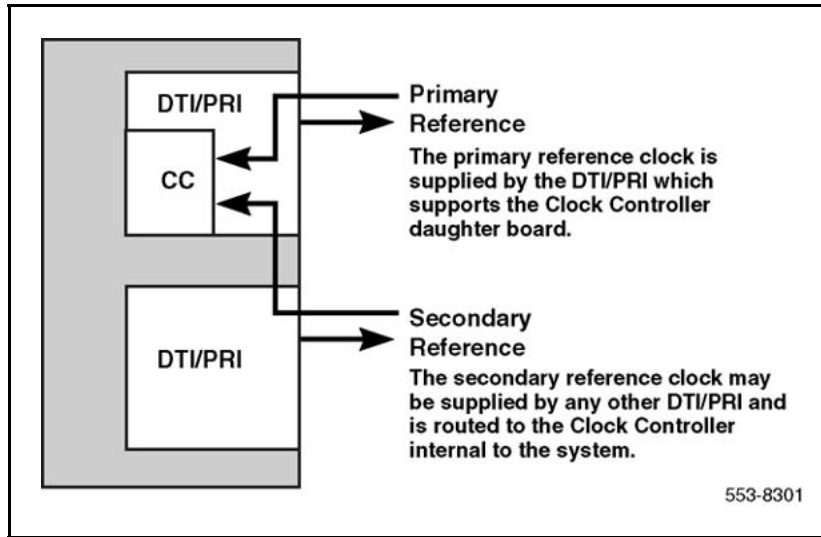 DTI/PRI
CC
Primary
Reference
The primary reference clock is
supplied by the DTI/PRI which
supports the Clock Controller
daughter board.
DTI/PRI
Secondary
Reference
The secondary reference clock may
be supplied by any other DTI/PRI and
is routed to the Clock Controller
internal to the system.
553-8301